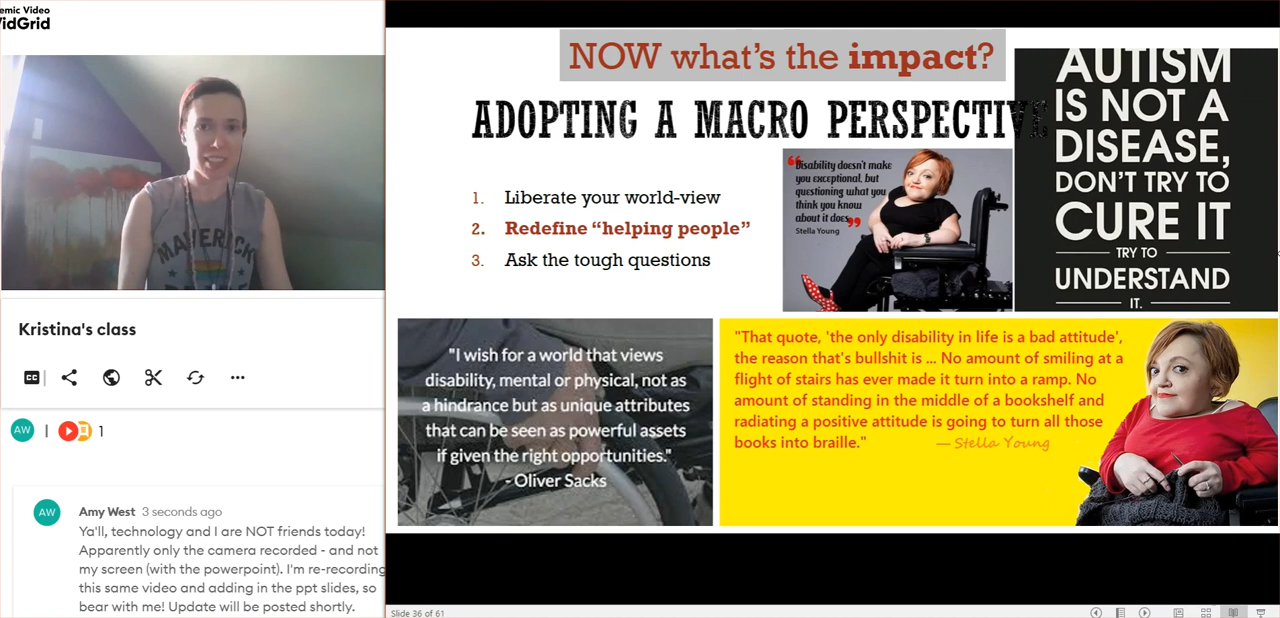 emic Video
VidGrid
MAVERICK
Kristina's class
CC
AW
1
AW
Amy West 3 seconds ago
Ya'll, technology and I are NOT friends today!
Apparently only the camera recorded - and not
my screen (with the powerpoint). I'm re-recording
this same video and adding in the ppt slides, so
bear with me! Update will be posted shortly.
NOW what's the impact?
ADOPTING A MACRO PERSPECTIVE
1. Liberate your world-view
2. Redefine “helping people”
3. Ask the tough questions
“Disability doesn't make
you exceptional, but
questioning what you
think you know
about it does.”
Stella Young
AUTISM
IS NOT A
DISEASE,
DON'T TRY TO
CURE IT
TRY TO
UNDERSTAND
IT.
"I wish for a world that views
disability, mental or physical, not as
a hindrance but as unique attributes
that can be seen as powerful assets
if given the right opportunities."
- Oliver Sacks
"That quote, 'the only disability in life is a bad attitude',
the reason that's bullshit is ... No amount of smiling at a
flight of stairs has ever made it turn into a ramp. No
amount of standing in the middle of a bookshelf and
radiating a positive attitude is going to turn all those
books into braille."
— Stella Young
Slide 36 of 61